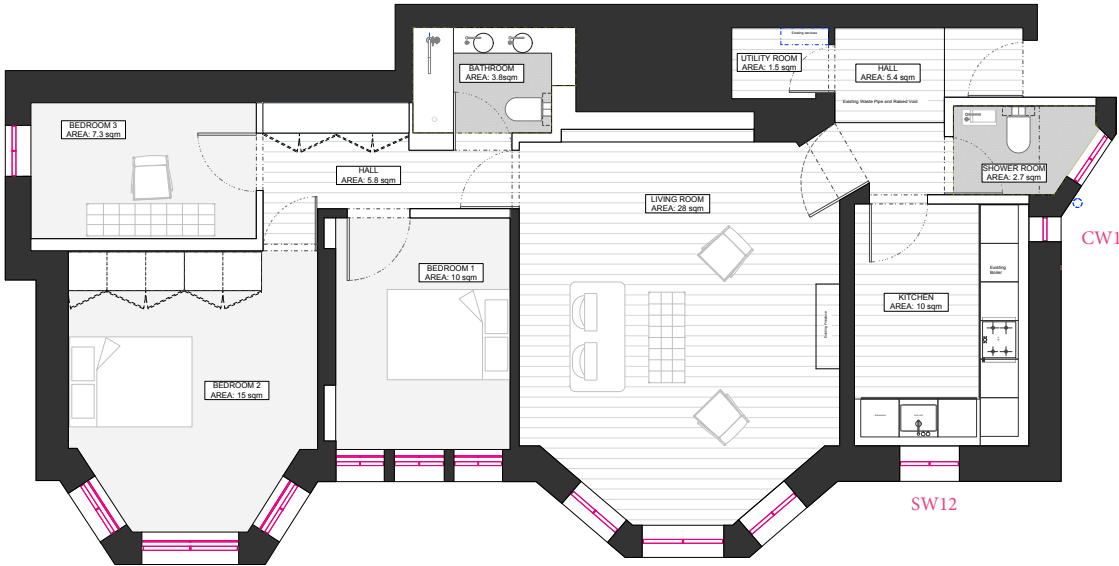 Existing services
UTILITY ROOM
AREA: 1.5 sqm
HALL
AREA: 5.4 sqm
BATHROOM
AREA: 3.8sqm
Existing Waste Pipe and Raised Void
BEDROOM 3
AREA: 7.3 sqm
HALL
AREA: 5.8 sqm
SHOWER ROOM
AREA: 2.7 sqm
LIVING ROOM
AREA: 28 sqm
CW1
BEDROOM 1
AREA: 10 sqm
Existing
Boiler
KITCHEN
AREA: 10 sqm
Existing Fireplace
BEDROOM 2
AREA: 15 sqm
SW12